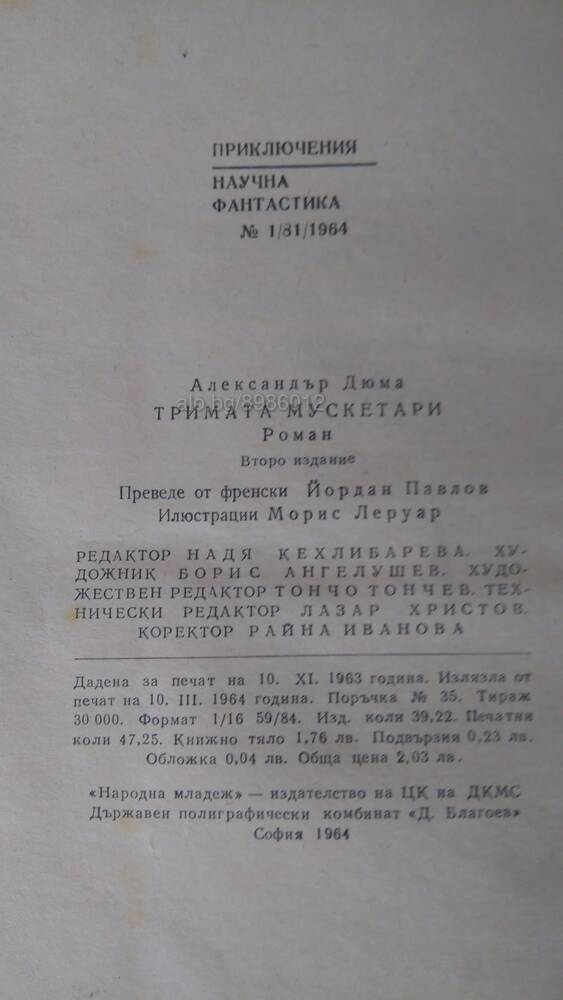 ПРИКЛЮЧЕНИЯ
НАУЧНА
ФАНТАСТИКА
№ 1/81/1964
Александър Дюма
alo.bg/8986012
ТРИМАТА МУСКЕТАРИ
Роман
Второ издание
Преведе от френски Йордан Павлов
Илюстрации Морис Леруар
РЕДАКТОР НАДЯ КЕХЛИБАРЕВА. ХУ-
ДОЖНИК БОРИС АНГЕЛУШЕВ. ХУДО-
ЖЕСТВЕН РЕДАКТОР ТОНЧО ТОНЧЕВ. ТЕХ-
НИЧЕСКИ РЕДАКТОР ЛАЗАР ХРИСТОВ.
КОРЕКТОР РАЙНА ИВАНОВА
Дадена за печат на 10. XI. 1963 година. Излязла от
печат на 10. III. 1964 година. Поръчка № 35. Тираж
30 000. Формат 1/16 59/84. Изд. коли 39,22. Печатни
коли 47,25. Книжно тяло 1,76 лв. Подвързия 0,23 лв.
Обложка 0,04 лв. Обща цена 2,03 лв.
«Народна младеж» — издателство на ЦК на ДКМС
Държавен полиграфически комбинат «Д. Благоев»
София 1964